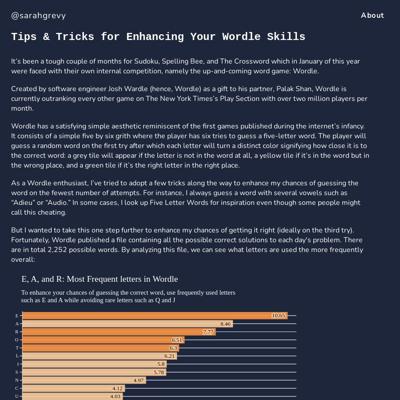 @sarahgrevy
About
Tips & Tricks for Enhancing Your Wordle Skills
It's been a tough couple of months for Sudoku, Spelling Bee, and The Crossword which in January of this year
were faced with their own internal competition, namely the up-and-coming word game: Wordle.
Created by software engineer Josh Wardle (hence, Wordle) as a gift to his partner, Palak Shan, Wordle is
currently outranking every other game on The New York Times's Play Section with over two million players per
month.
Wordle has a satisfying simple aesthetic reminiscent of the first games published during the internet's infancy.
It consists of a simple five by six grith where the player has six tries to guess a five-letter word. The player will
guess a random word on the first try after which each letter will turn a distinct color signifying how close it is to
the correct word: a grey tile will appear if the letter is not in the word at all, a yellow tile if it's in the word but in
the wrong place, and a green tile if it's the right letter in the right place.
As a Wordle enthusiast, I've tried to adopt a few tricks along the way to enhance my chances of guessing the
word on the fewest number of attempts. For instance, I always guess a word with several vowels such as
"Adieu" or "Audio." In some cases, I look up Five Letter Words for inspiration even though some people might
call this cheating.
But I wanted to take this one step further to enhance my chances of getting it right (ideally on the third try).
Fortunately, Wordle published a file containing all the possible correct solutions to each day's problem. There
are in total 2,252 possible words. By analyzing this file, we can see what letters are used the more frequently
overall:
E, A, and R: Most Frequent letters in Wordle
To enhance your chances of guessing the correct word, use frequently used letters
such as E and A while avoiding rare letters such as Q and J
E 10.65
A 8.46
R 7.77
O 6.51
T 6.3
L 6.21
I 5.8
S 5.78
N 4.97
C 4.12
U 4.03